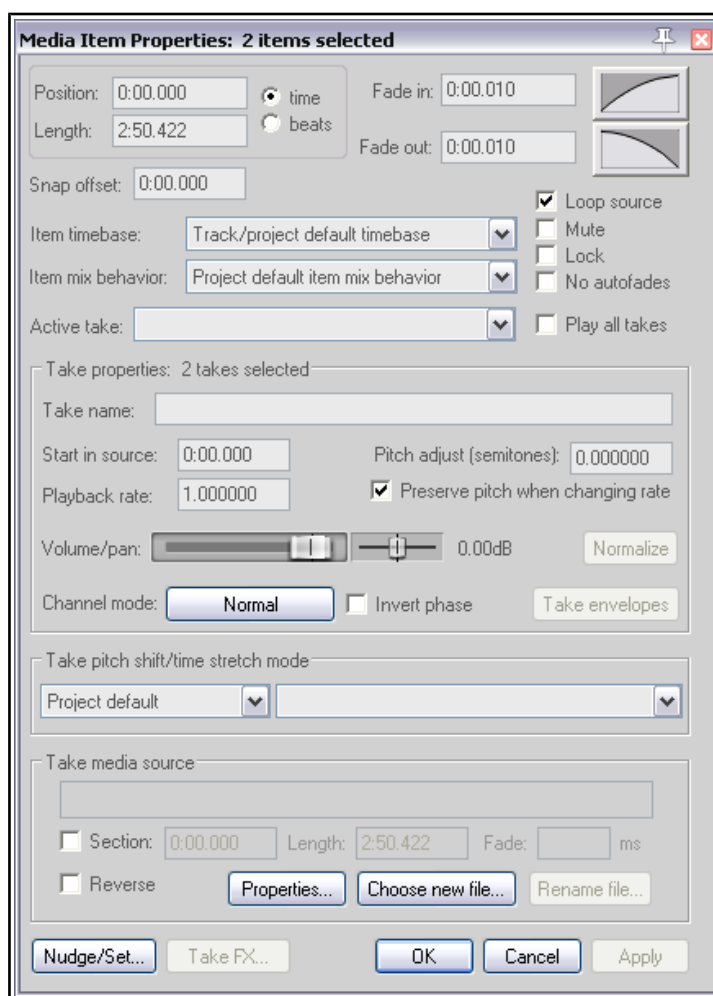 Media Item Properties: 2 items selected
Position: 0:00.000 time Fade in: 0:00.010
Length: 2:50.422 beats
Fade out: 0:00.010
Snap offset: 0:00.000
Loop source
Item timebase: Track/project default timebase Mute
Lock
Item mix behavior: Project default item mix behavior No autofades
Active take: Play all takes
Take properties: 2 takes selected
Take name:
Start in source: 0:00.000 Pitch adjust (semitones): 0.000000
Playback rate: 1.000000 Preserve pitch when changing rate
Volume/pan: 0.00dB Normalize
Channel mode: Normal Invert phase Take envelopes
Take pitch shift/time stretch mode
Project default
Take media source
Section: 0:00.000 Length: 2:50.422 Fade: ms
Reverse Properties... Choose new file... Rename file...
Nudge/Set... Take FX... OK Cancel Apply